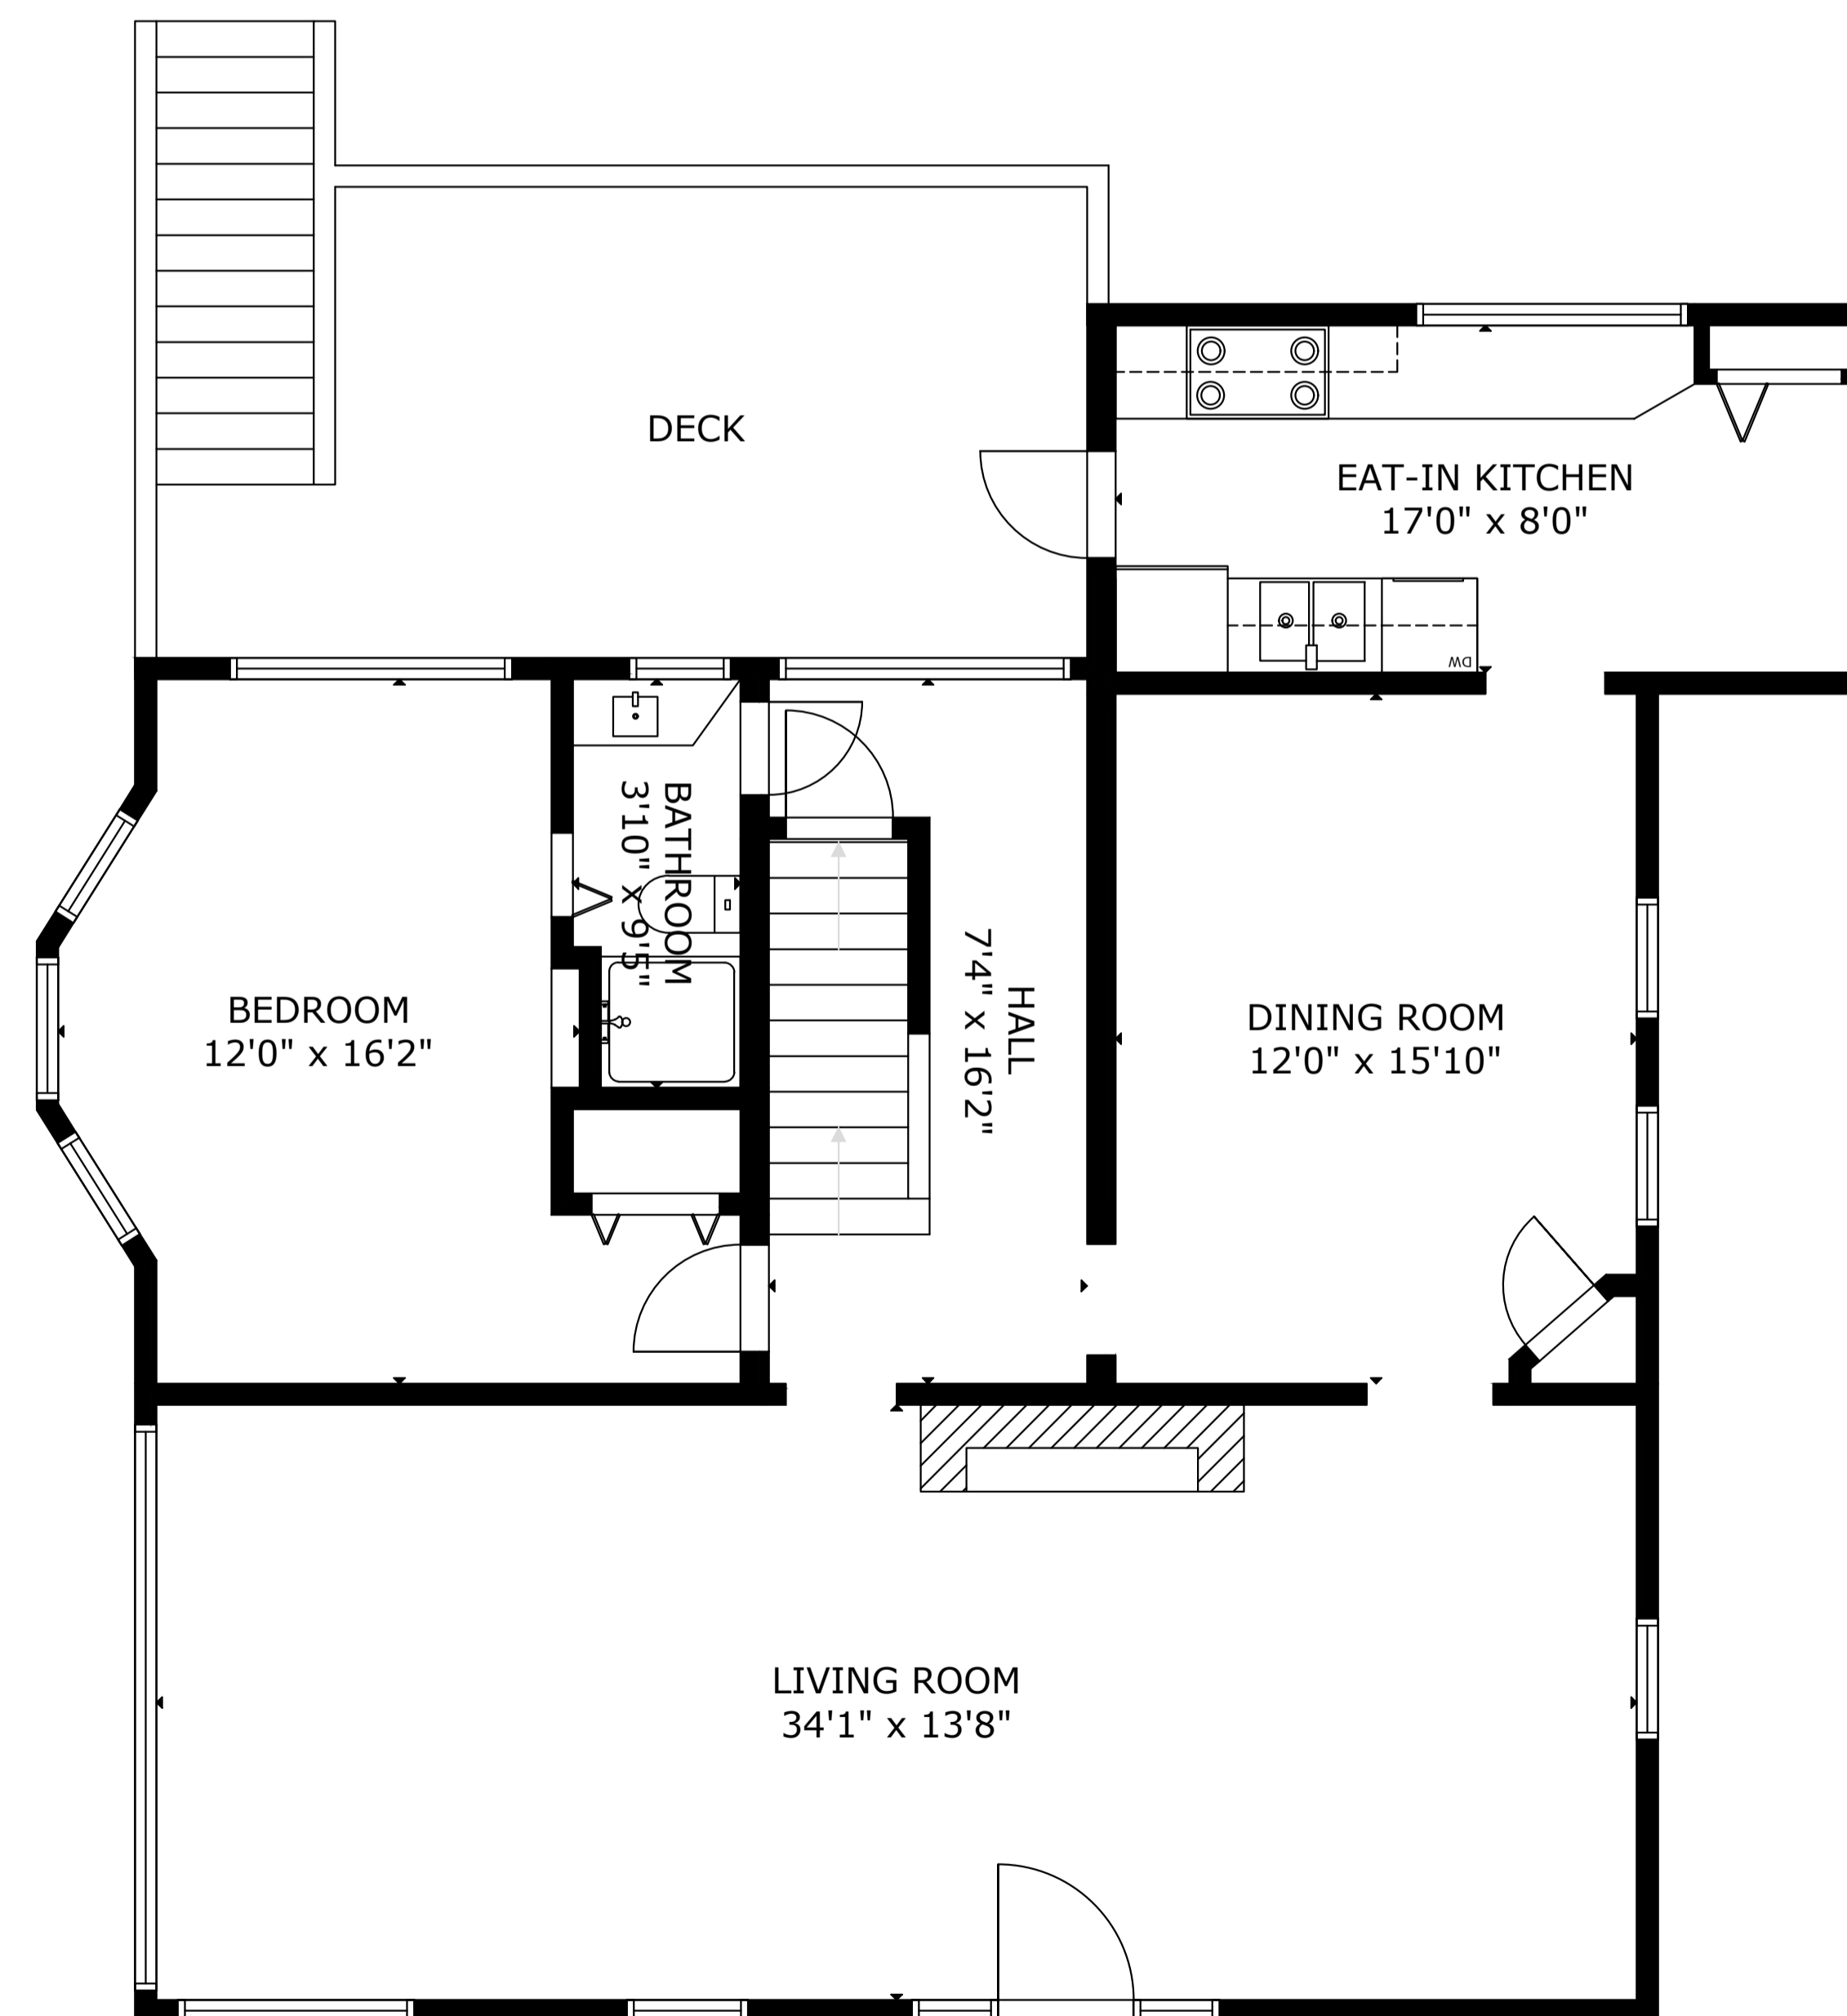 DECK
EAT-IN KITCHEN
17'0" x 8'0"
DW
BATHROOM
3'10" x 9'5"
HALL
7'4" x 16'2"
BEDROOM
12'0" x 16'2"
DINING ROOM
12'0" x 15'10"
LIVING ROOM
34'1" x 13'8"